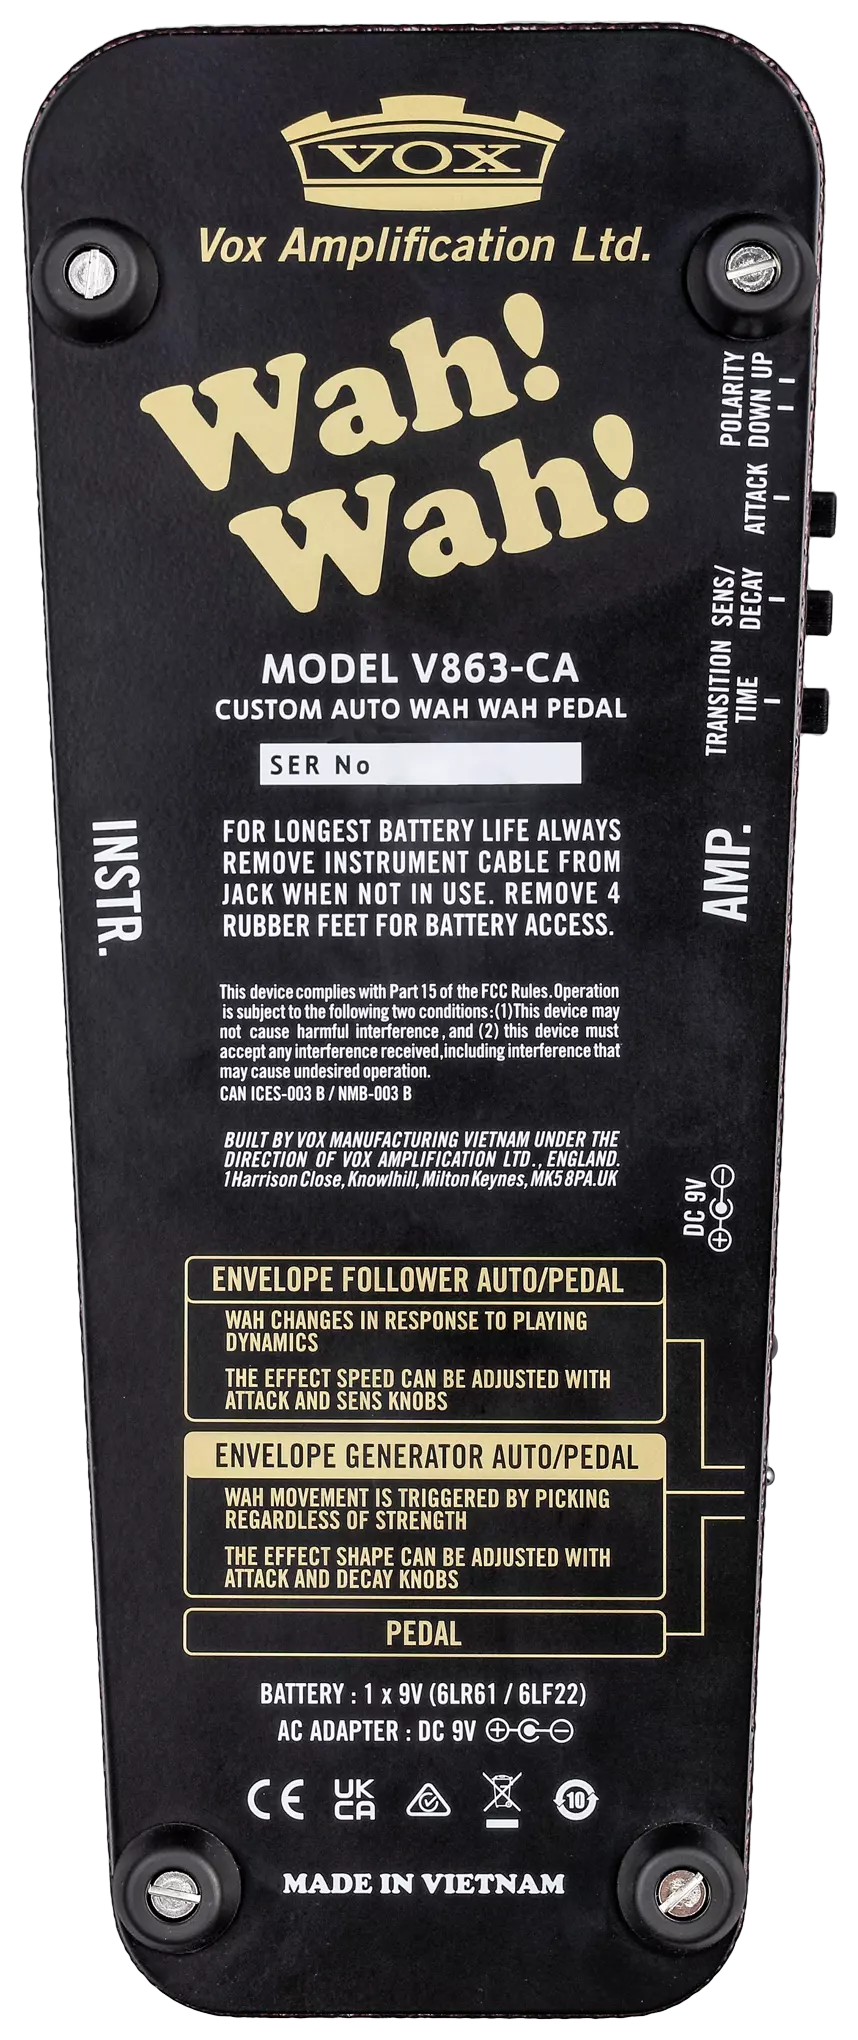 VOX
Vox Amplification Ltd.
Wah!
Wah!
POLARITY
DOWN UP
ATTACK
SENS/
DECAY
TRANSITION
TIME
MODEL V863-CA
CUSTOM AUTO WAH WAH PEDAL
SER No
INSTR.
AMP.
FOR LONGEST BATTERY LIFE ALWAYS
REMOVE INSTRUMENT CABLE FROM
JACK WHEN NOT IN USE. REMOVE 4
RUBBER FEET FOR BATTERY ACCESS.
This device complies with Part 15 of the FCC Rules. Operation
is subject to the following two conditions:(1)This device may
not cause harmful interference, and (2) this device must
accept any interference received,including interference that
may cause undesired operation.
CAN ICES-003 B / NMB-003 B
BUILT BY VOX MANUFACTURING VIETNAM UNDER THE
DIRECTION OF VOX AMPLIFICATION LTD., ENGLAND.
1 Harrison Close, Knowlhill, Milton Keynes, MK5 8PA.UK
DC 9V
ENVELOPE FOLLOWER AUTO/PEDAL
WAH CHANGES IN RESPONSE TO PLAYING
DYNAMICS
THE EFFECT SPEED CAN BE ADJUSTED WITH
ATTACK AND SENS KNOBS
ENVELOPE GENERATOR AUTO/PEDAL
WAH MOVEMENT IS TRIGGERED BY PICKING
REGARDLESS OF STRENGTH
THE EFFECT SHAPE CAN BE ADJUSTED WITH
ATTACK AND DECAY KNOBS
PEDAL
BATTERY : 1 x 9V (6LR61 / 6LF22)
AC ADAPTER : DC 9V
CE UK CA 10
MADE IN VIETNAM